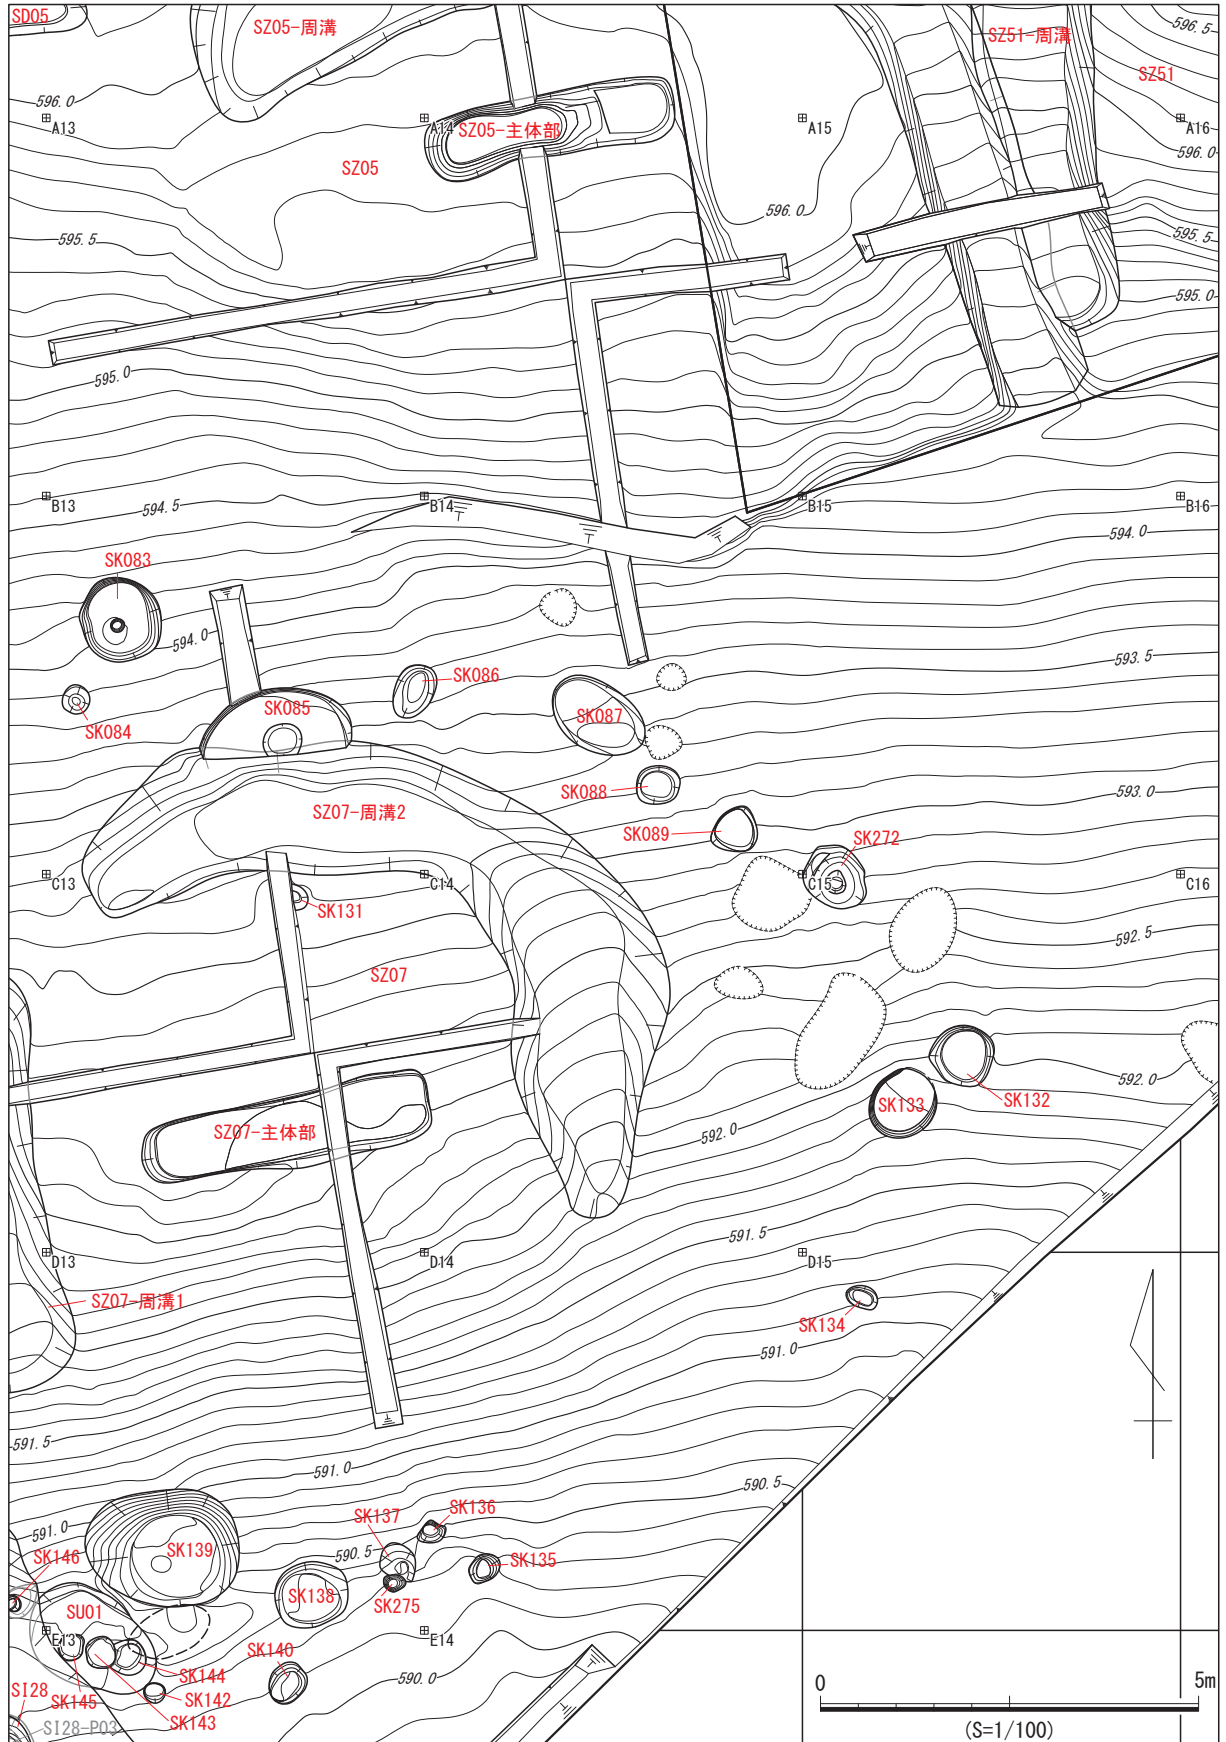 SD05
SZ05-周溝
SZ51-周溝
596.5
SZ51
596.0
A13
A14
SZ05-主体部
A15
A16
596.0
SZ05
596.0
595.5
595.5
595.0
595.0
B13
594.5
B14
B15
B16
594.0
SK083
594.0
593.5
SK086
SK084
SK085
SK087
SK088
593.0
SZ07-周溝2
SK089
SK272
C13
C14
C15
C16
SK131
592.5
SZ07
592.0
SK132
SK133
SZ07-主体部
592.0
591.5
D13
D14
D15
SZ07-周溝1
SK134
591.0
591.5
591.0
590.5
SK137
SK136
591.0
SK139
590.5
SK146
SK135
SK138
SK275
SU01
E13
E14
SK140
SK144
590.0
SI28
SK145
SK142
SK143
SI28-P03
0
5m
(S=1/100)